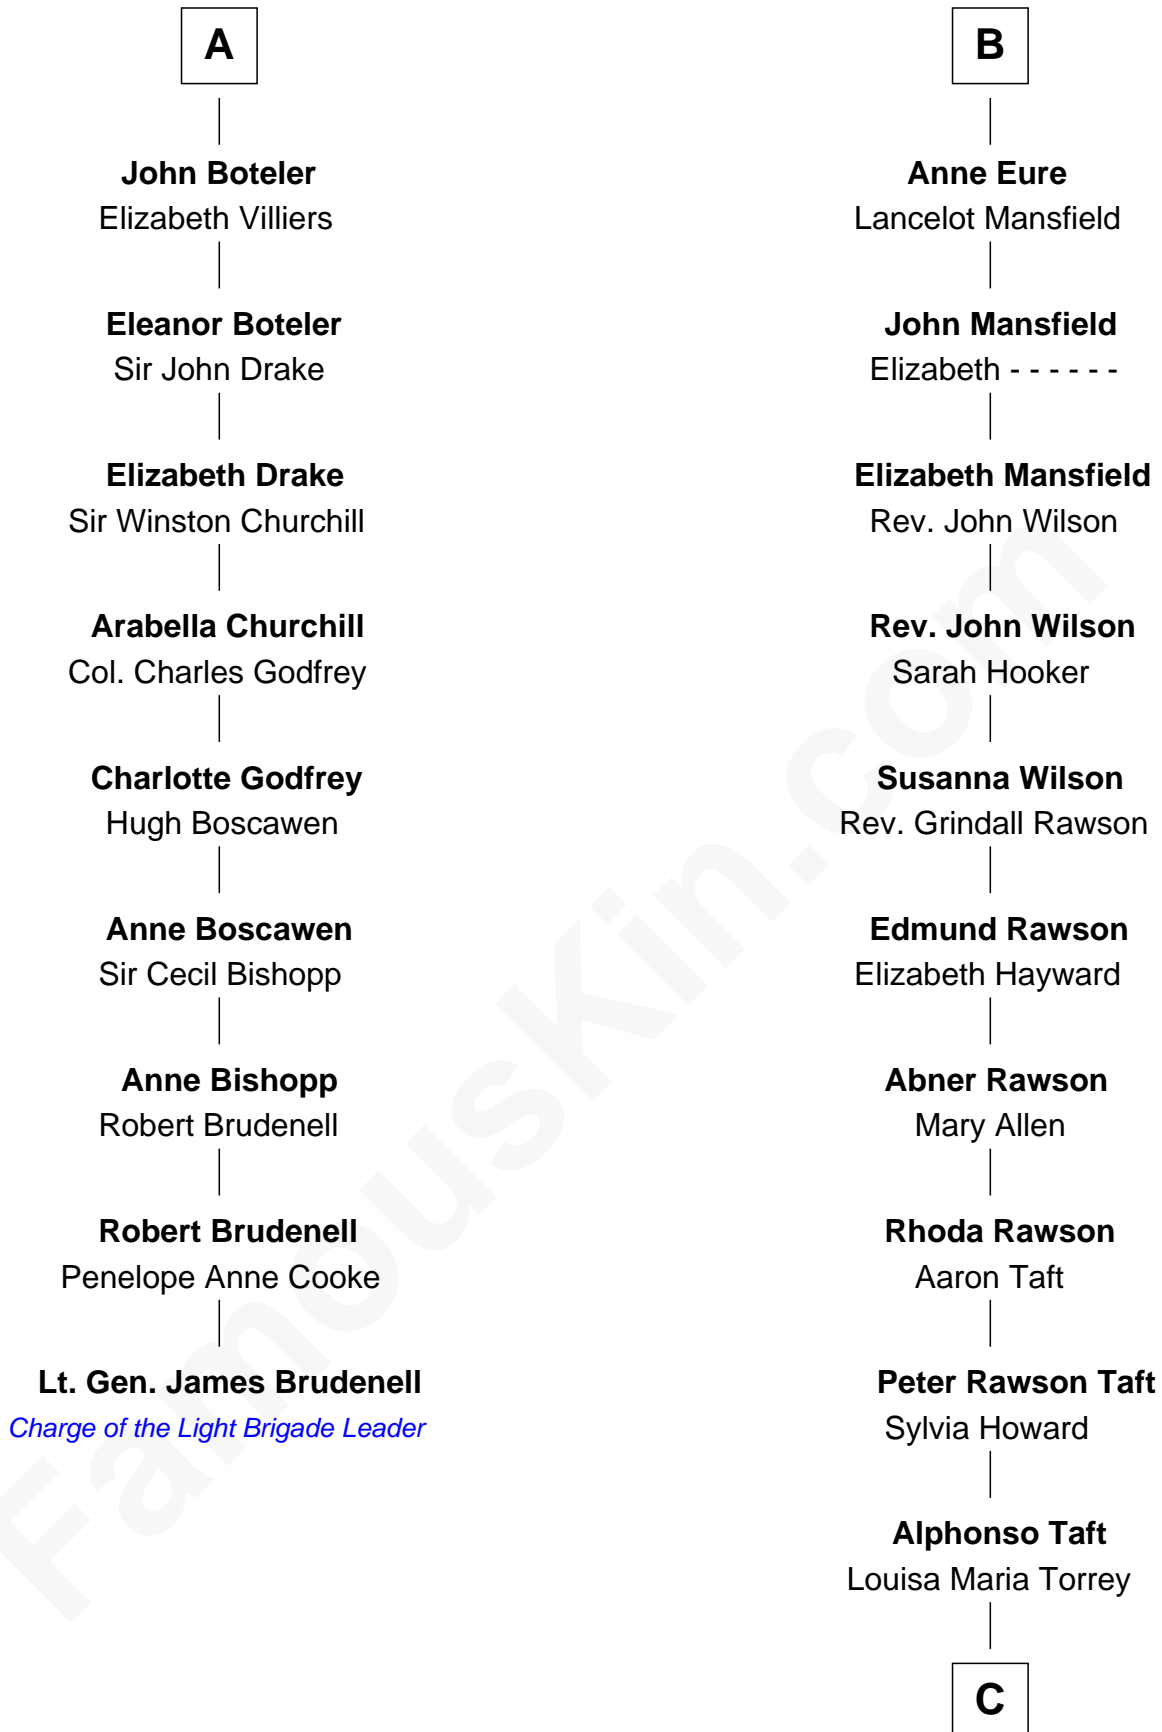 A
John Boteler
Elizabeth Villiers
Eleanor Boteler
Sir John Drake
Elizabeth Drake
Sir Winston Churchill
Arabella Churchill
Col. Charles Godfrey
Charlotte Godfrey
Hugh Boscawen
Anne Boscawen
Sir Cecil Bishopp
Anne Bishopp
Robert Brudenell
Robert Brudenell
Penelope Anne Cooke
Lt. Gen. James Brudenell
Charge of the Light Brigade Leader
B
Anne Eure
Lancelot Mansfield
John Mansfield
Elizabeth - - - - - -
Elizabeth Mansfield
Rev. John Wilson
Rev. John Wilson
Sarah Hooker
Susanna Wilson
Rev. Grindall Rawson
Edmund Rawson
Elizabeth Hayward
Abner Rawson
Mary Allen
Rhoda Rawson
Aaron Taft
Peter Rawson Taft
Sylvia Howard
Alphonso Taft
Louisa Maria Torrey
C
FamousKin.com